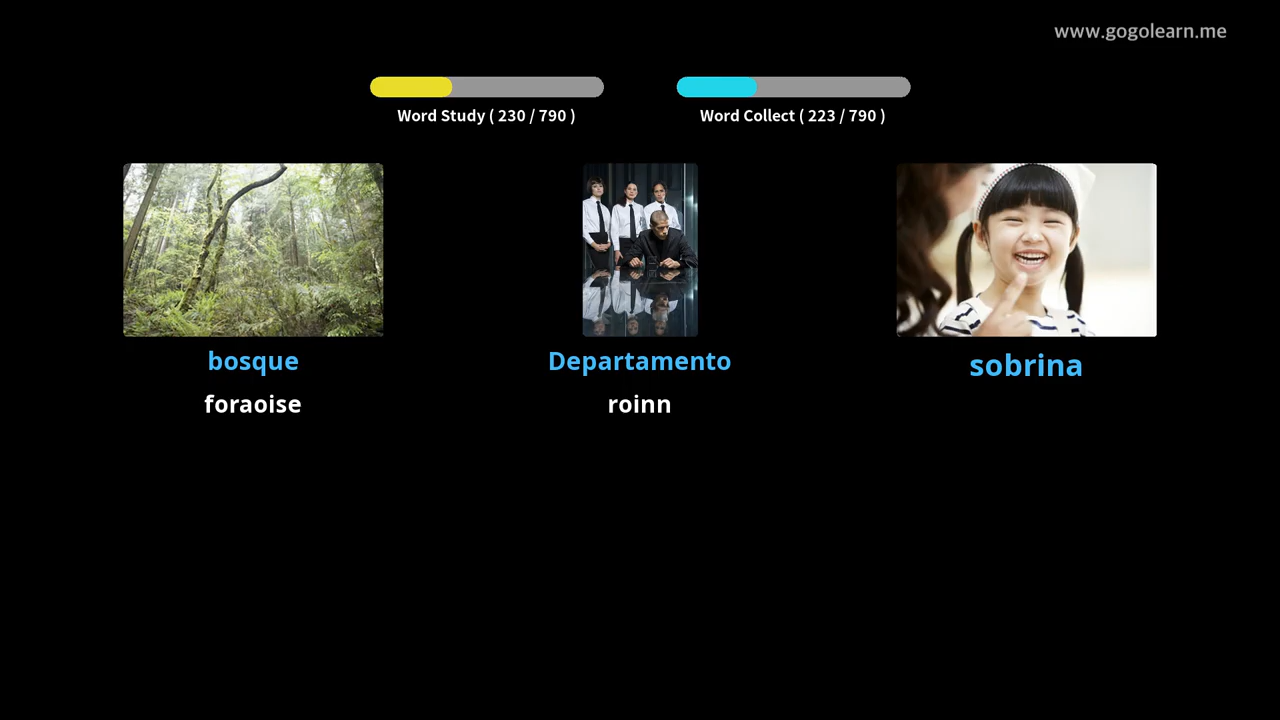 www.gogolearn.me
Word Study ( 230 / 790 )
Word Collect ( 223 / 790 )
bosque
Departamento
sobrina
foraoise
roinn